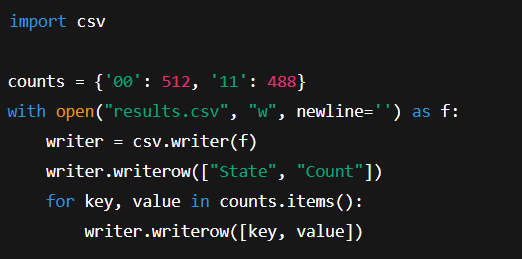 import csv

counts = {'00': 512, '11': 488}
with open("results.csv", "w", newline='') as f:
    writer = csv.writer(f)
    writer.writerow(["State", "Count"])
    for key, value in counts.items():
        writer.writerow([key, value])